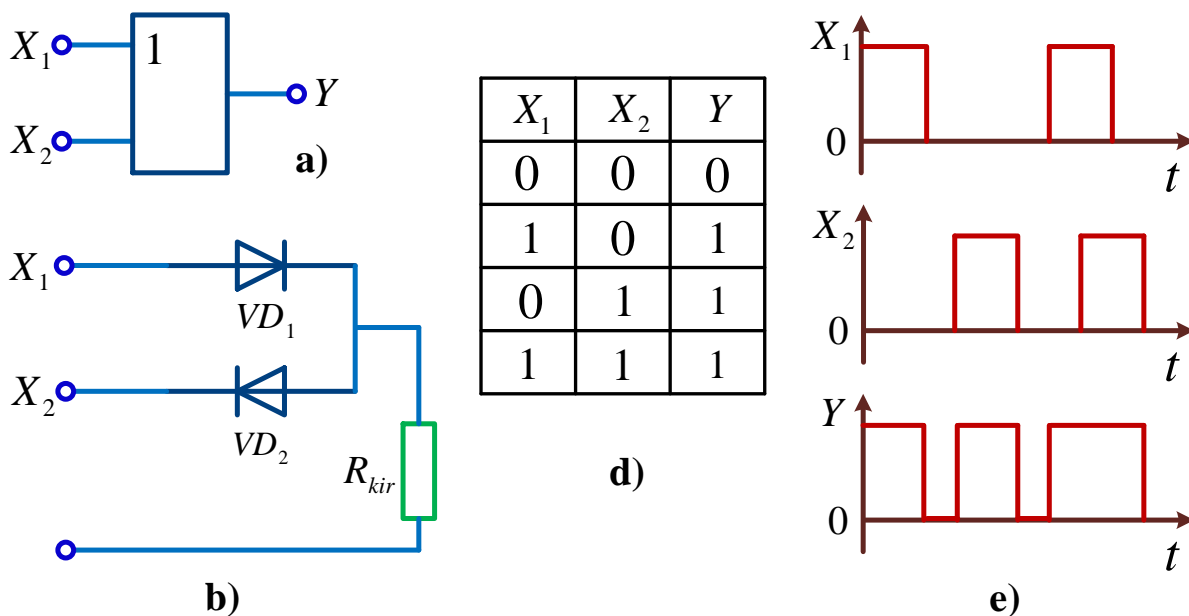 X₁
1
Y
X₂
a)
X₁
VD₁
X₂
VD₂
R_kir
b)
X₁ X₂ Y
0 0 0
1 0 1
0 1 1
1 1 1
d)
X₁
0
t
X₂
0
t
Y
0
t
e)